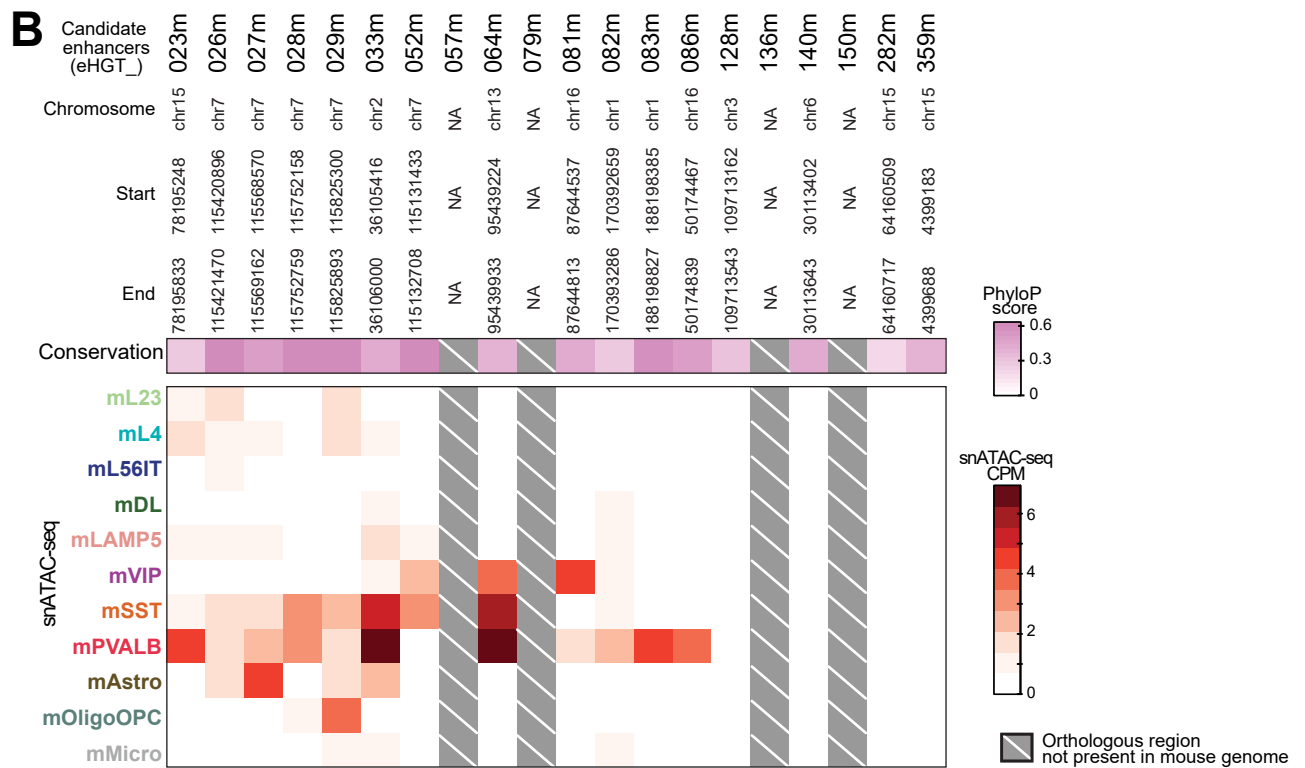 B
Candidate
enhancers
(eHGT_)
023m 026m 027m 028m 029m 033m 052m 057m 064m 079m 081m 082m 083m 086m 128m 136m 140m 150m 282m 359m
Chromosome chr15 chr7 chr7 chr7 chr7 chr2 chr7 NA chr13 NA chr16 chr1 chr1 chr16 chr3 NA chr6 NA chr15 chr15
Start 78195248 115420896 115568570 115752158 115825300 36105416 115131433 NA 95439224 NA 87644537 170392659 188198385 50174467 109713162 NA 30113402 NA 64160509 4399183
End 78195833 115421470 115569162 115752759 115825893 36106000 115132708 NA 95439933 NA 87644813 170393286 188198827 50174839 109713543 NA 30113643 NA 64160717 4399688
Conservation
PhyloP
score
0.6
0.3
0
snATAC-seq
mL23
mL4
mL56IT
mDL
mLAMP5
mVIP
mSST
mPVALB
mAstro
mOligoOPC
mMicro
snATAC-seq
CPM
6
4
2
0
Orthologous region
not present in mouse genome